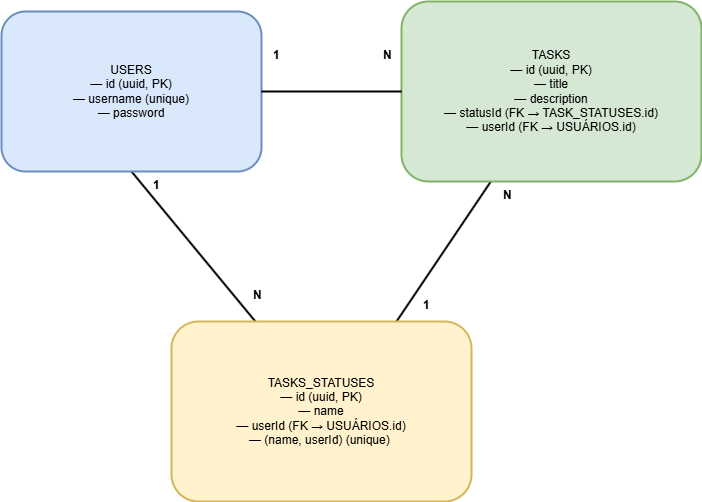 USERS
— id (uuid, PK)
— username (unique)
— password
1
N
TASKS
— id (uuid, PK)
— title
— description
— statusId (FK → TASK_STATUSES.id)
— userId (FK → USUÁRIOS.id)
1
N
N
1
TASKS_STATUSES
— id (uuid, PK)
— name
— userId (FK → USUÁRIOS.id)
— (name, userId) (unique)